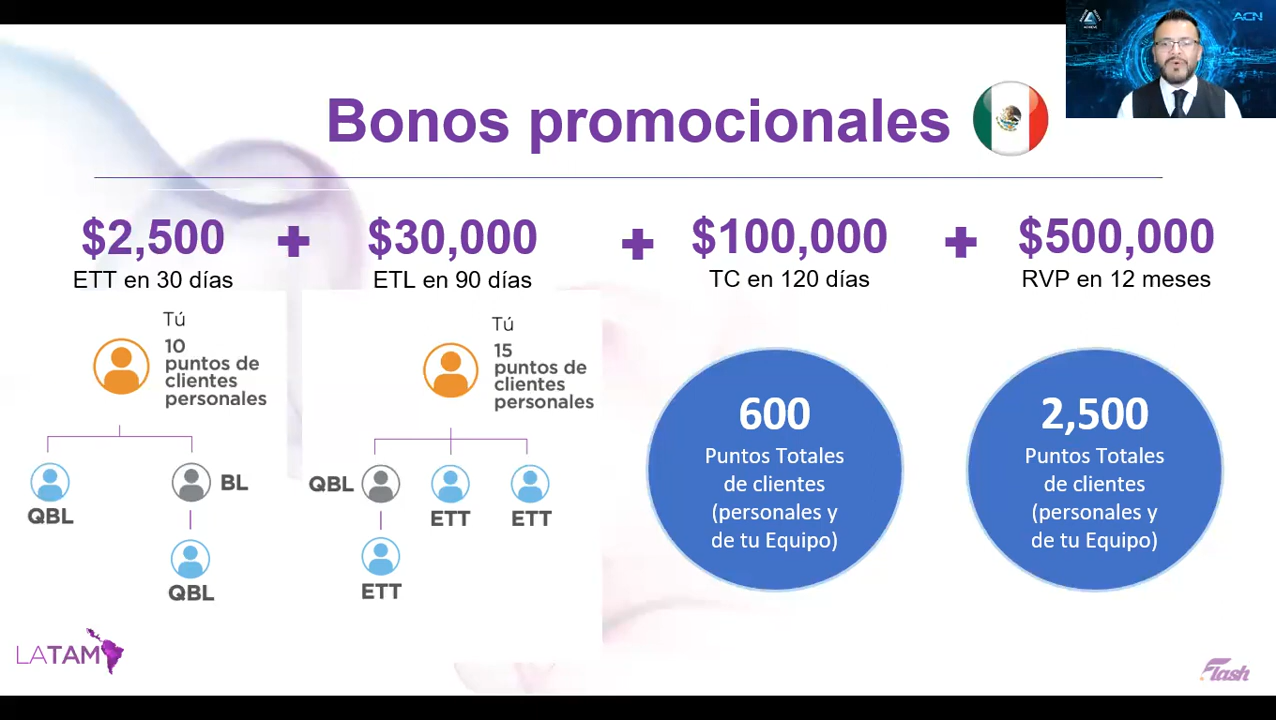 ACN
Bonos promocionales
$2,500 + $30,000 + $100,000 + $500,000
ETT en 30 días
ETL en 90 días
TC en 120 días
RVP en 12 meses
Tú
10
puntos de
clientes
personales
QBL
BL
QBL
Tú
15
puntos de
clientes
personales
QBL
ETT
ETT
ETT
600
Puntos Totales
de clientes
(personales y
de tu Equipo)
2,500
Puntos Totales
de clientes
(personales y
de tu Equipo)
LATAM
Flash